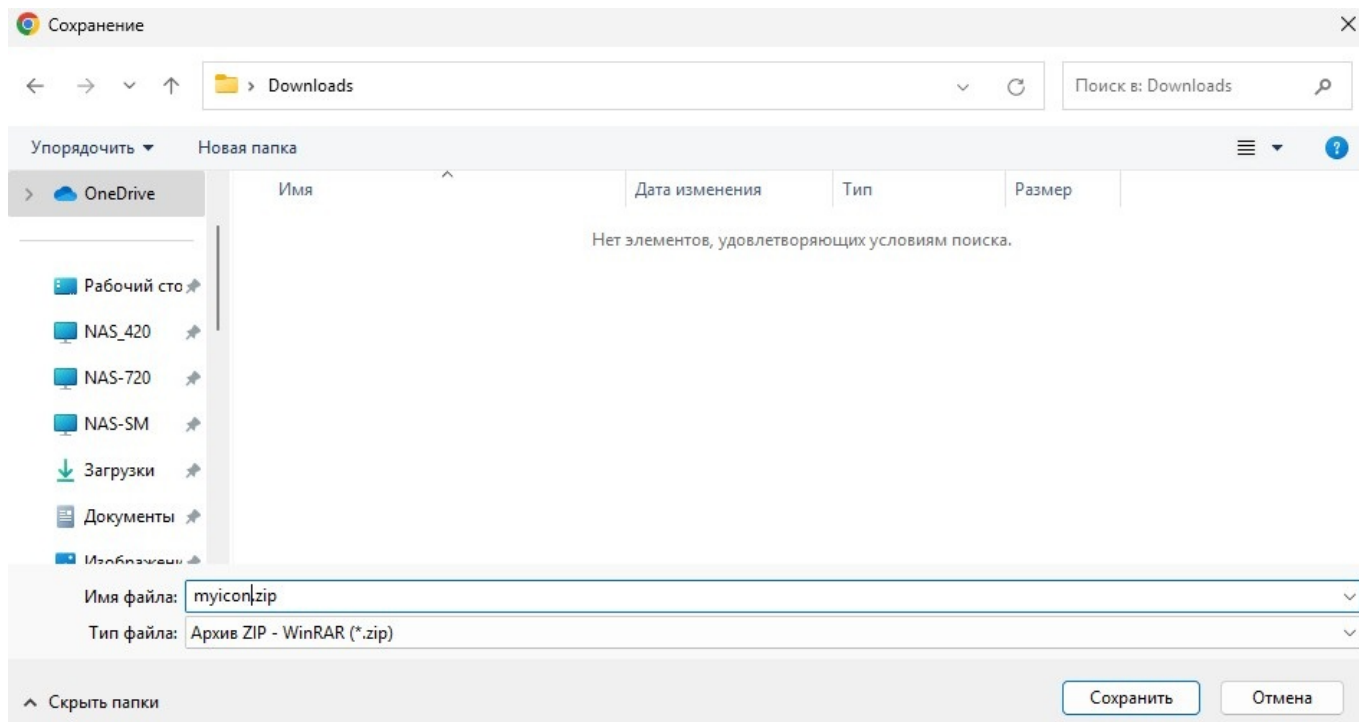 Сохранение
Downloads
Поиск в: Downloads
Упорядочить
Новая папка
OneDrive
Имя
Дата изменения
Тип
Размер
Нет элементов, удовлетворяющих условиям поиска.
Рабочий сто
NAS_420
NAS-720
NAS-SM
Загрузки
Документы
Имя файла: myicon.zip
Тип файла: Архив ZIP - WinRAR (*.zip)
Скрыть папки
Сохранить
Отмена